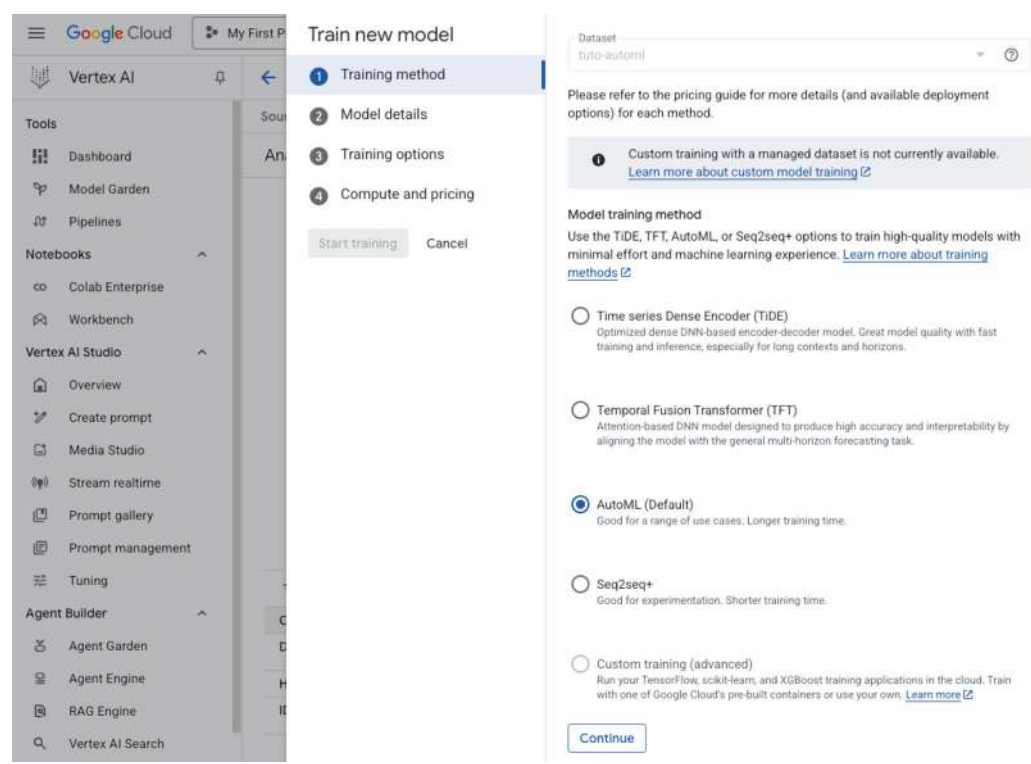 Google Cloud
My First P
Vertex AI
Tools
Dashboard
Model Garden
Pipelines
Notebooks
Colab Enterprise
Workbench
Vertex AI Studio
Overview
Create prompt
Media Studio
Stream realtime
Prompt gallery
Prompt management
Tuning
Agent Builder
Agent Garden
Agent Engine
RAG Engine
Vertex AI Search
Sou
An
C
D
H
ID
Train new model
1 Training method
2 Model details
3 Training options
4 Compute and pricing
Start training Cancel
Dataset
tuto-automl
Please refer to the pricing guide for more details (and available deployment
options) for each method.
Custom training with a managed dataset is not currently available.
Learn more about custom model training
Model training method
Use the TiDE, TFT, AutoML, or Seq2seq+ options to train high-quality models with
minimal effort and machine learning experience. Learn more about training
methods
Time series Dense Encoder (TiDE)
Optimized dense DNN-based encoder-decoder model. Great model quality with fast
training and inference, especially for long contexts and horizons.
Temporal Fusion Transformer (TFT)
Attention-based DNN model designed to produce high accuracy and interpretability by
aligning the model with the general multi-horizon forecasting task.
AutoML (Default)
Good for a range of use cases. Longer training time.
Seq2seq+
Good for experimentation. Shorter training time.
Custom training (advanced)
Run your TensorFlow, scikit-learn, and XGBoost training applications in the cloud. Train
with one of Google Cloud's pre-built containers or use your own. Learn more
Continue